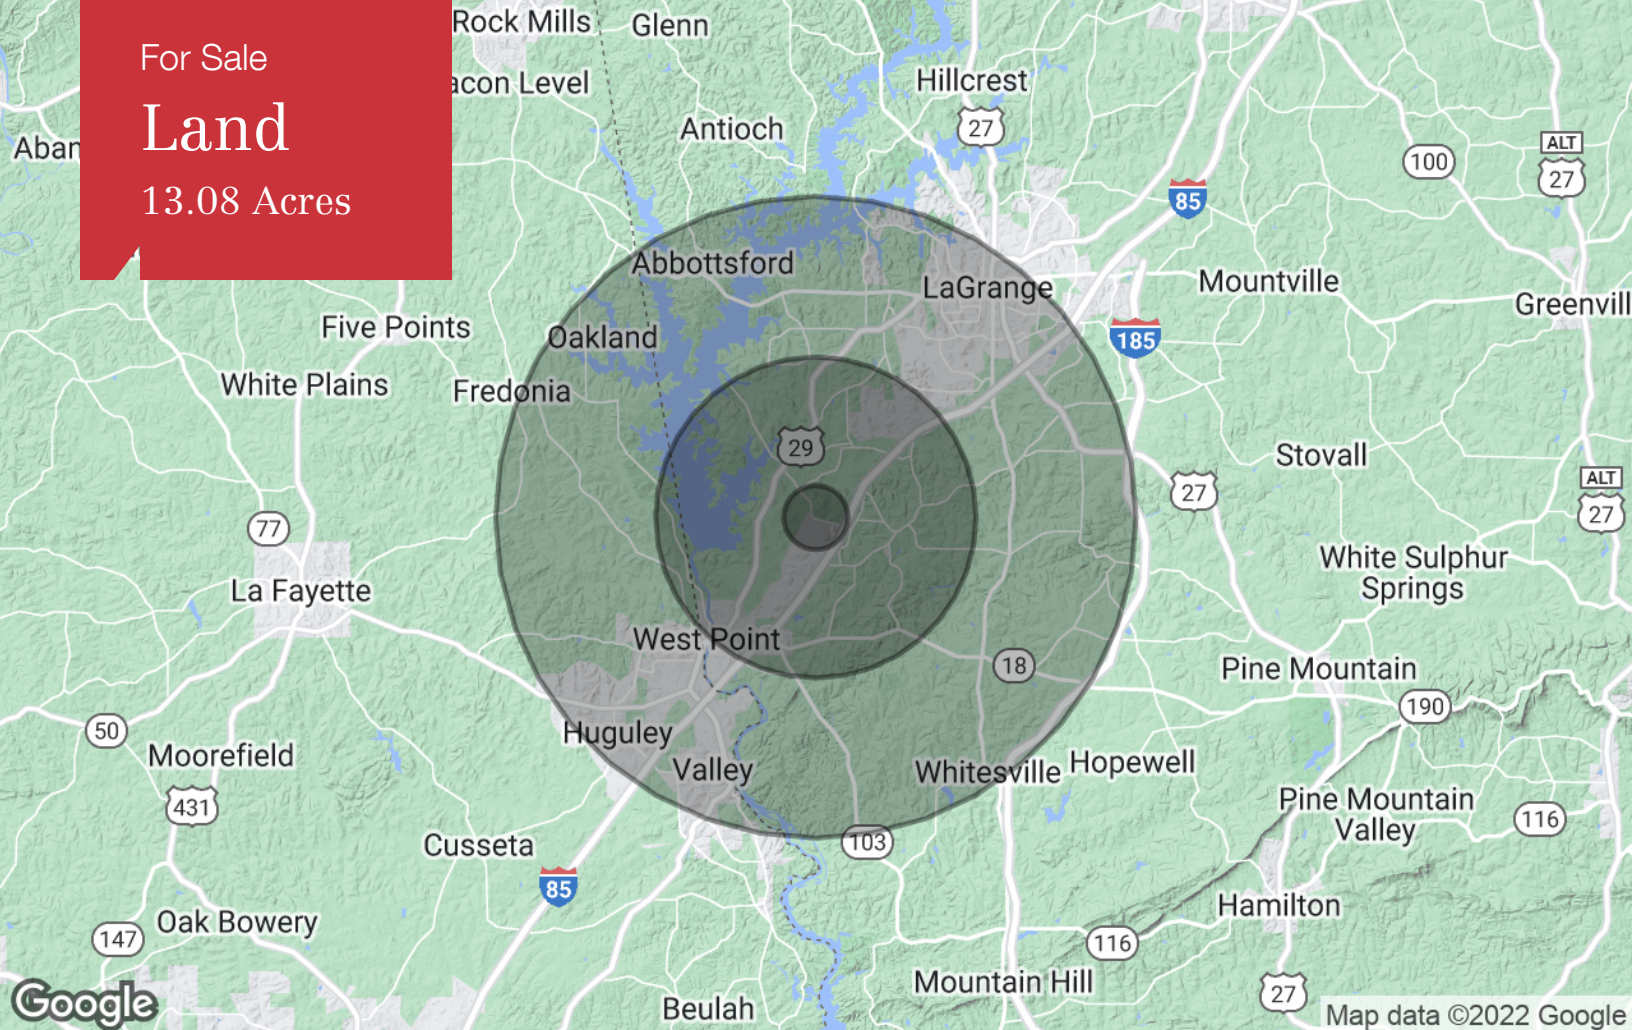 For Sale
Land
13.08 Acres
Rock Mills
Glenn
acon Level
Hillcrest
27
Antioch
Aban
100
ALT
27
85
Abbottsford
LaGrange
Mountville
Greenvill
Five Points
Oakland
185
White Plains
Fredonia
29
Stovall
27
ALT
27
77
White Sulphur
Springs
La Fayette
West Point
18
Pine Mountain
190
50
Huguley
Moorefield
Valley
Whitesville
Hopewell
431
Pine Mountain
Valley
116
Cusseta
103
85
Hamilton
Oak Bowery
147
116
Mountain Hill
27
Beulah
Google
Map data ©2022 Google